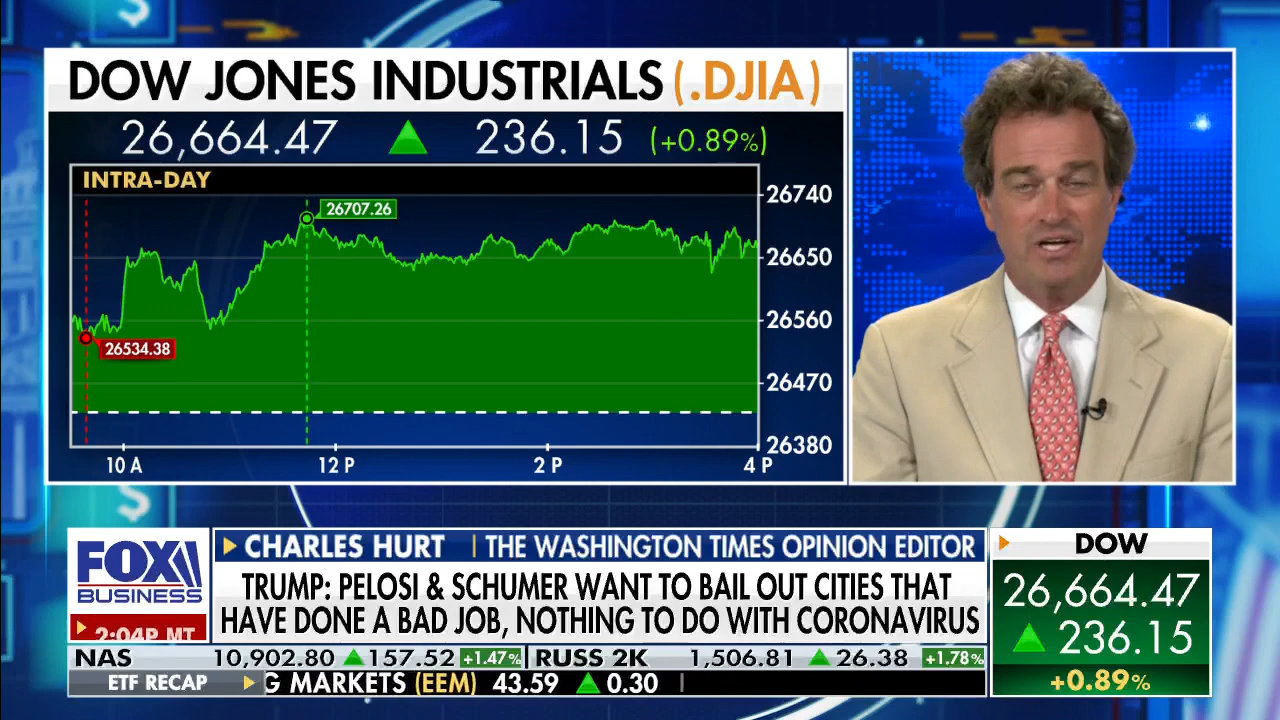 DOW JONES INDUSTRIALS (.DJIA)
26,664.47 ▲ 236.15 (+0.89%)
INTRA-DAY
26740
26707.26
26650
26560
26534.38
26470
26380
10 A
12 P
2 P
4 P
FOX
BUSINESS
2:04P MT
CHARLES HURT | THE WASHINGTON TIMES OPINION EDITOR
TRUMP: PELOSI & SCHUMER WANT TO BAIL OUT CITIES THAT
HAVE DONE A BAD JOB, NOTHING TO DO WITH CORONAVIRUS
DOW
26,664.47
▲ 236.15
+0.89%
NAS 10,902.80 ▲ 157.52 +1.47% RUSS 2K 1,506.81 ▲ 26.38 +1.78%
ETF RECAP G MARKETS (EEM) 43.59 ▲ 0.30